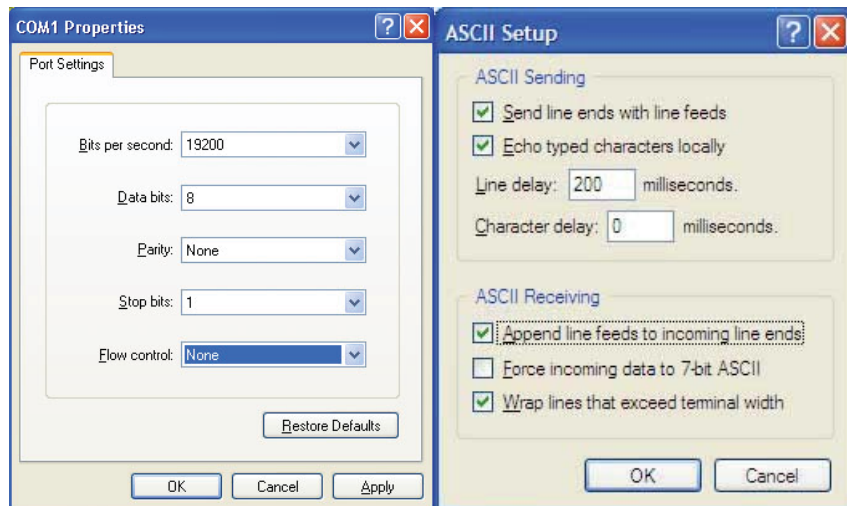 COM1 Properties
Port Settings
Bits per second: 19200
Data bits: 8
Parity: None
Stop bits: 1
Flow control: None
Restore Defaults
OK Cancel Apply
ASCII Setup
ASCII Sending
Send line ends with line feeds
Echo typed characters locally
Line delay: 200 milliseconds.
Character delay: 0 milliseconds.
ASCII Receiving
Append line feeds to incoming line ends
Force incoming data to 7-bit ASCII
Wrap lines that exceed terminal width
OK Cancel